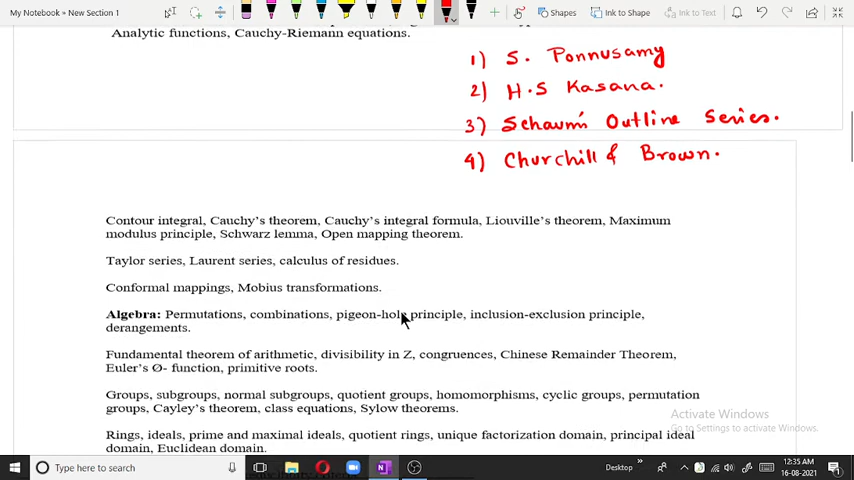 My Notebook » New Section 1
Shapes
Ink to Shape
Ink to Text
Analytic functions, Cauchy-Riemann equations.
1) S. Ponnusamy
2) H.S Kasana.
3) Schaum's Outline Series.
4) Churchill & Brown.
Contour integral, Cauchy's theorem, Cauchy's integral formula, Liouville's theorem, Maximum
modulus principle, Schwarz lemma, Open mapping theorem.
Taylor series, Laurent series, calculus of residues.
Conformal mappings, Mobius transformations.
Algebra: Permutations, combinations, pigeon-hole principle, inclusion-exclusion principle,
derangements.
Fundamental theorem of arithmetic, divisibility in Z, congruences, Chinese Remainder Theorem,
Euler's Ø- function, primitive roots.
Groups, subgroups, normal subgroups, quotient groups, homomorphisms, cyclic groups, permutation
groups, Cayley's theorem, class equations, Sylow theorems.
Activate Windows
Go to Settings to activate Windows.
Rings, ideals, prime and maximal ideals, quotient rings, unique factorization domain, principal ideal
domain, Euclidean domain.
Type here to search
Desktop
12:35 AM
16-08-2021